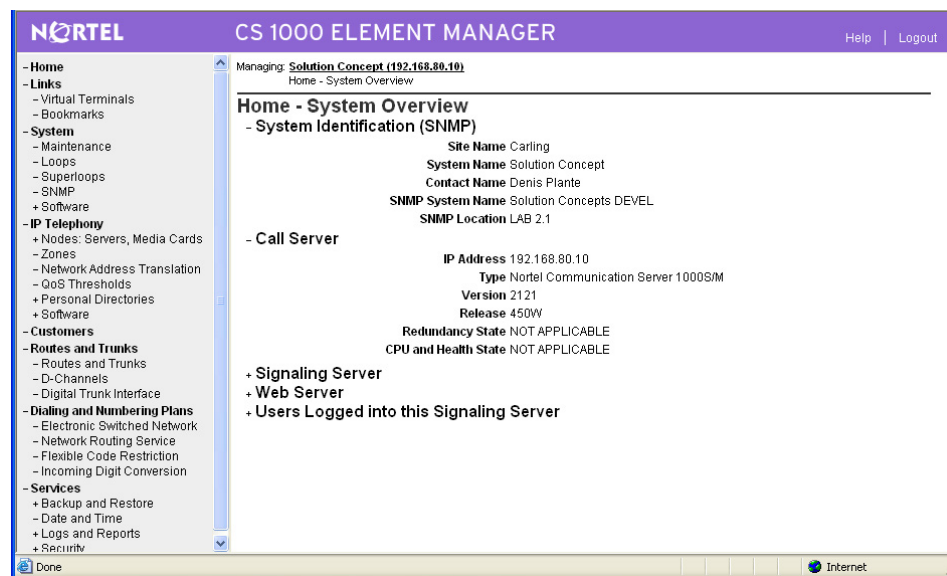 NORTEL
CS 1000 ELEMENT MANAGER
Help | Logout
- Home
- Links
- Virtual Terminals
- Bookmarks
- System
- Maintenance
- Loops
- Superloops
- SNMP
+ Software
- IP Telephony
+ Nodes: Servers, Media Cards
- Zones
- Network Address Translation
- QoS Thresholds
+ Personal Directories
+ Software
- Customers
- Routes and Trunks
- Routes and Trunks
- D-Channels
- Digital Trunk Interface
- Dialing and Numbering Plans
- Electronic Switched Network
- Network Routing Service
- Flexible Code Restriction
- Incoming Digit Conversion
- Services
+ Backup and Restore
- Date and Time
+ Logs and Reports
+ Security
Managing: Solution Concept (192.168.80.10)
Home - System Overview
Home - System Overview
- System Identification (SNMP)
Site Name Carling
System Name Solution Concept
Contact Name Denis Plante
SNMP System Name Solution Concepts DEVEL
SNMP Location LAB 2.1
- Call Server
IP Address 192.168.80.10
Type Nortel Communication Server 1000S/M
Version 2121
Release 450W
Redundancy State NOT APPLICABLE
CPU and Health State NOT APPLICABLE
+ Signaling Server
+ Web Server
+ Users Logged into this Signaling Server
Done
Internet